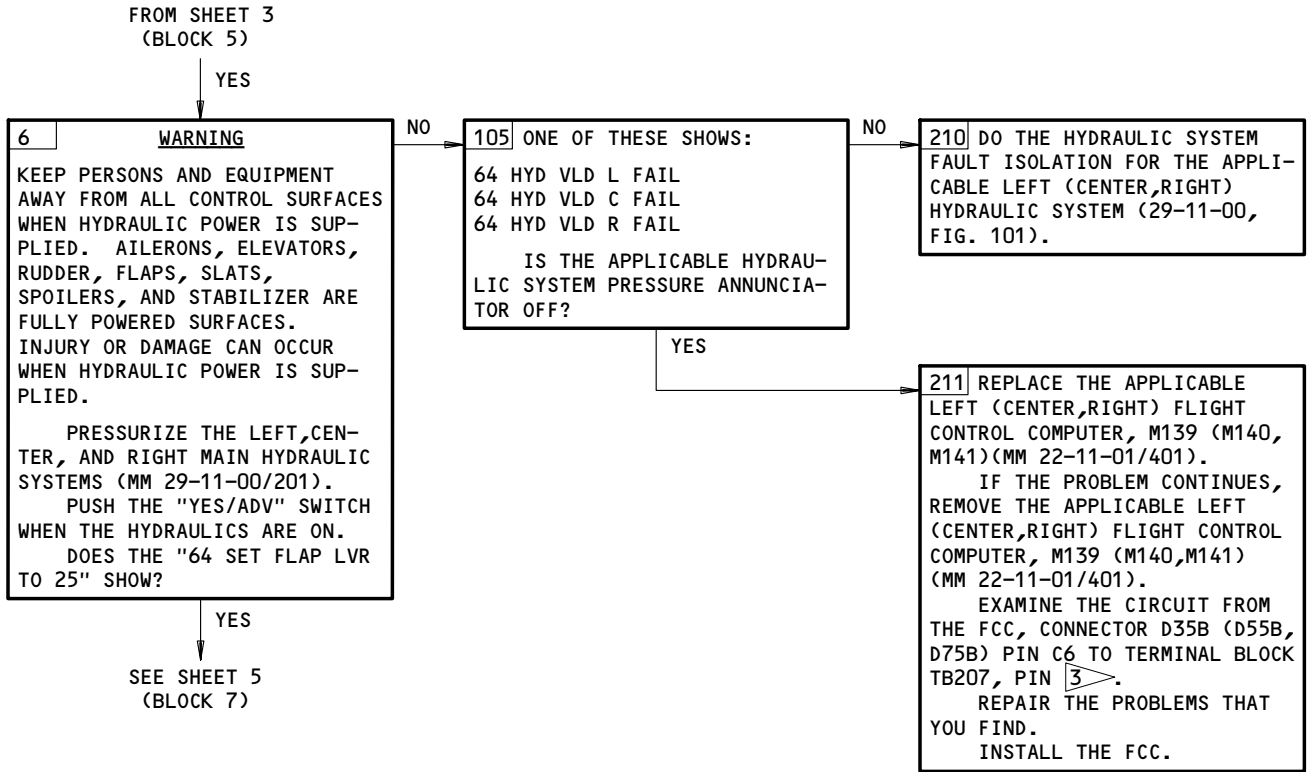 FROM SHEET 3
(BLOCK 5)
YES
6 WARNING
KEEP PERSONS AND EQUIPMENT
AWAY FROM ALL CONTROL SURFACES
WHEN HYDRAULIC POWER IS SUP-
PLIED. AILERONS, ELEVATORS,
RUDDER, FLAPS, SLATS,
SPOILERS, AND STABILIZER ARE
FULLY POWERED SURFACES.
INJURY OR DAMAGE CAN OCCUR
WHEN HYDRAULIC POWER IS SUP-
PLIED.
PRESSURIZE THE LEFT,CEN-
TER, AND RIGHT MAIN HYDRAULIC
SYSTEMS (MM 29-11-00/201).
PUSH THE "YES/ADV" SWITCH
WHEN THE HYDRAULICS ARE ON.
DOES THE "64 SET FLAP LVR
TO 25" SHOW?
YES
SEE SHEET 5
(BLOCK 7)
NO
105 ONE OF THESE SHOWS:
64 HYD VLD L FAIL
64 HYD VLD C FAIL
64 HYD VLD R FAIL
IS THE APPLICABLE HYDRAU-
LIC SYSTEM PRESSURE ANNUNCIA-
TOR OFF?
NO
210 DO THE HYDRAULIC SYSTEM
FAULT ISOLATION FOR THE APPLI-
CABLE LEFT (CENTER,RIGHT)
HYDRAULIC SYSTEM (29-11-00,
FIG. 101).
YES
211 REPLACE THE APPLICABLE
LEFT (CENTER,RIGHT) FLIGHT
CONTROL COMPUTER, M139 (M140,
M141)(MM 22-11-01/401).
IF THE PROBLEM CONTINUES,
REMOVE THE APPLICABLE LEFT
(CENTER,RIGHT) FLIGHT CONTROL
COMPUTER, M139 (M140,M141)
(MM 22-11-01/401).
EXAMINE THE CIRCUIT FROM
THE FCC, CONNECTOR D35B (D55B,
D75B) PIN C6 TO TERMINAL BLOCK
TB207, PIN 3.
REPAIR THE PROBLEMS THAT
YOU FIND.
INSTALL THE FCC.